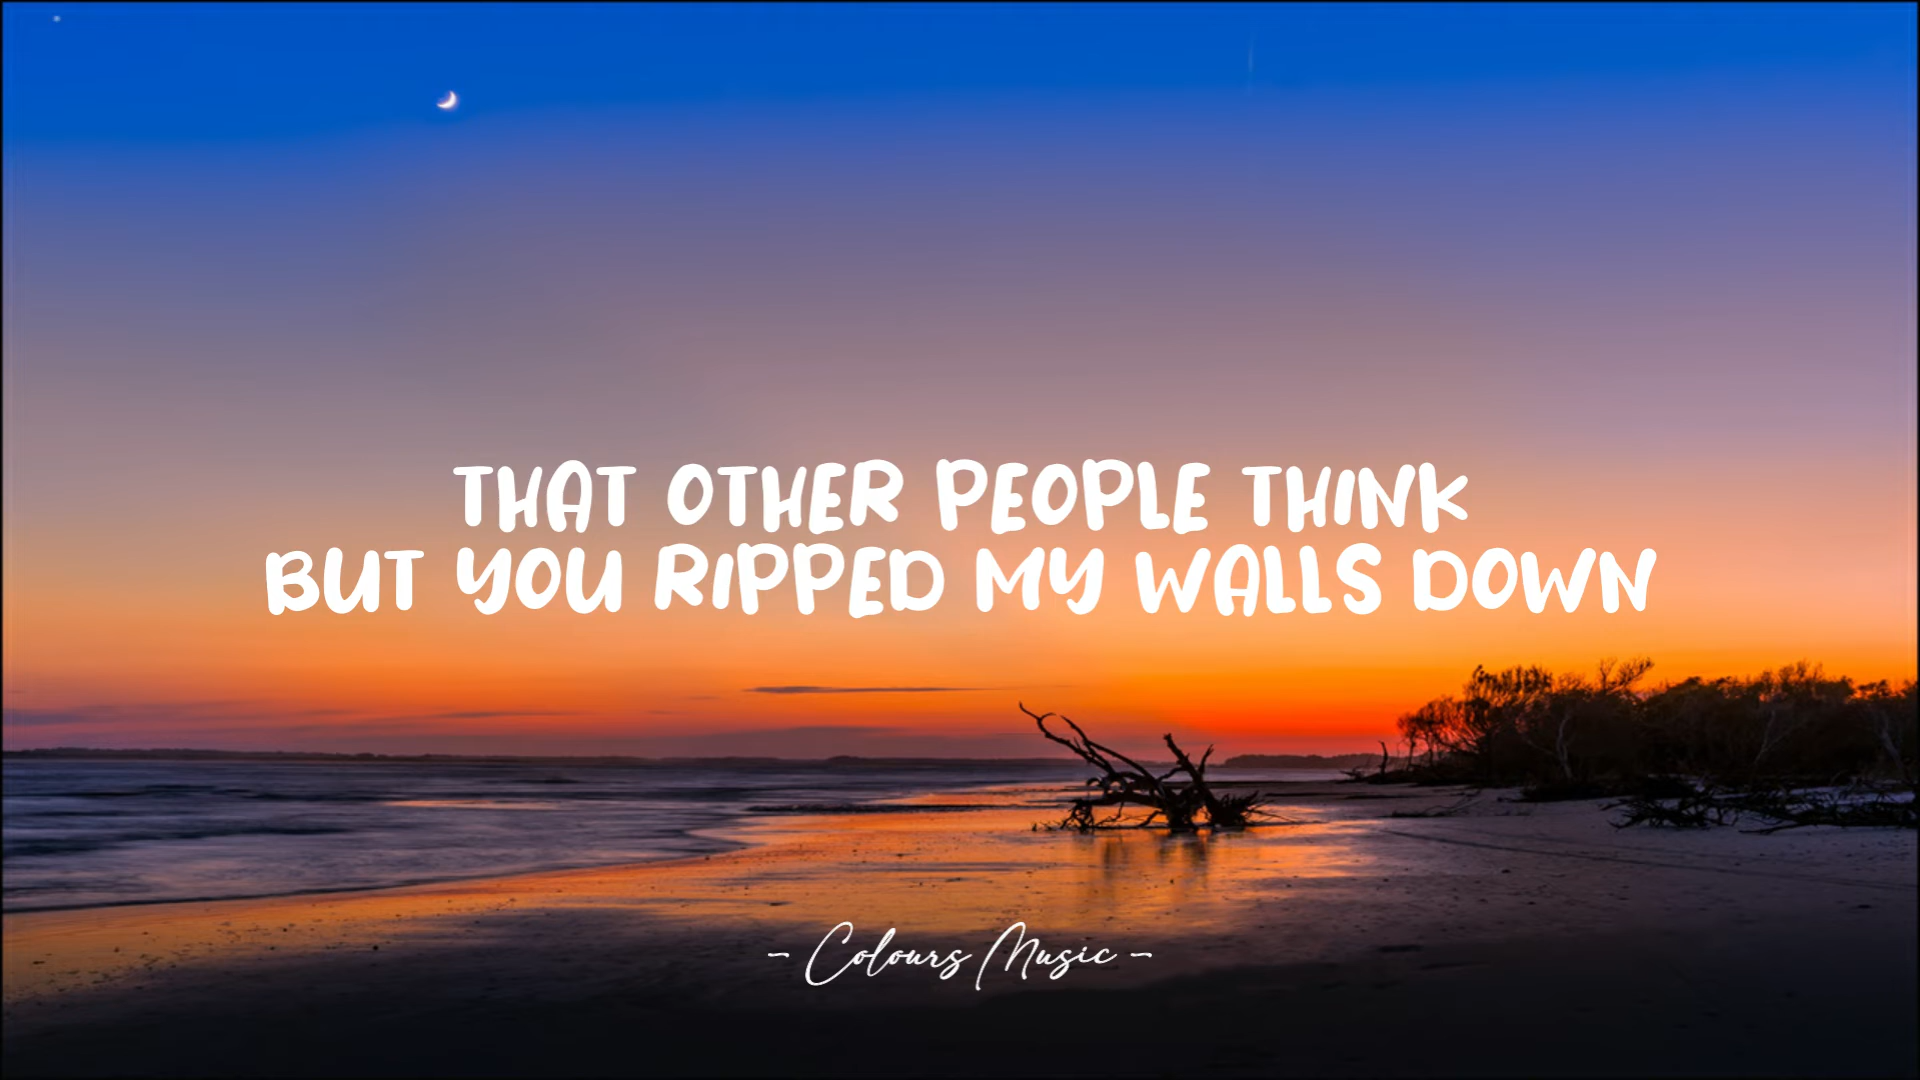 THAT OTHER PEOPLE THINK
BUT YOU RIPPED MY WALLS DOWN
- Colours Music -